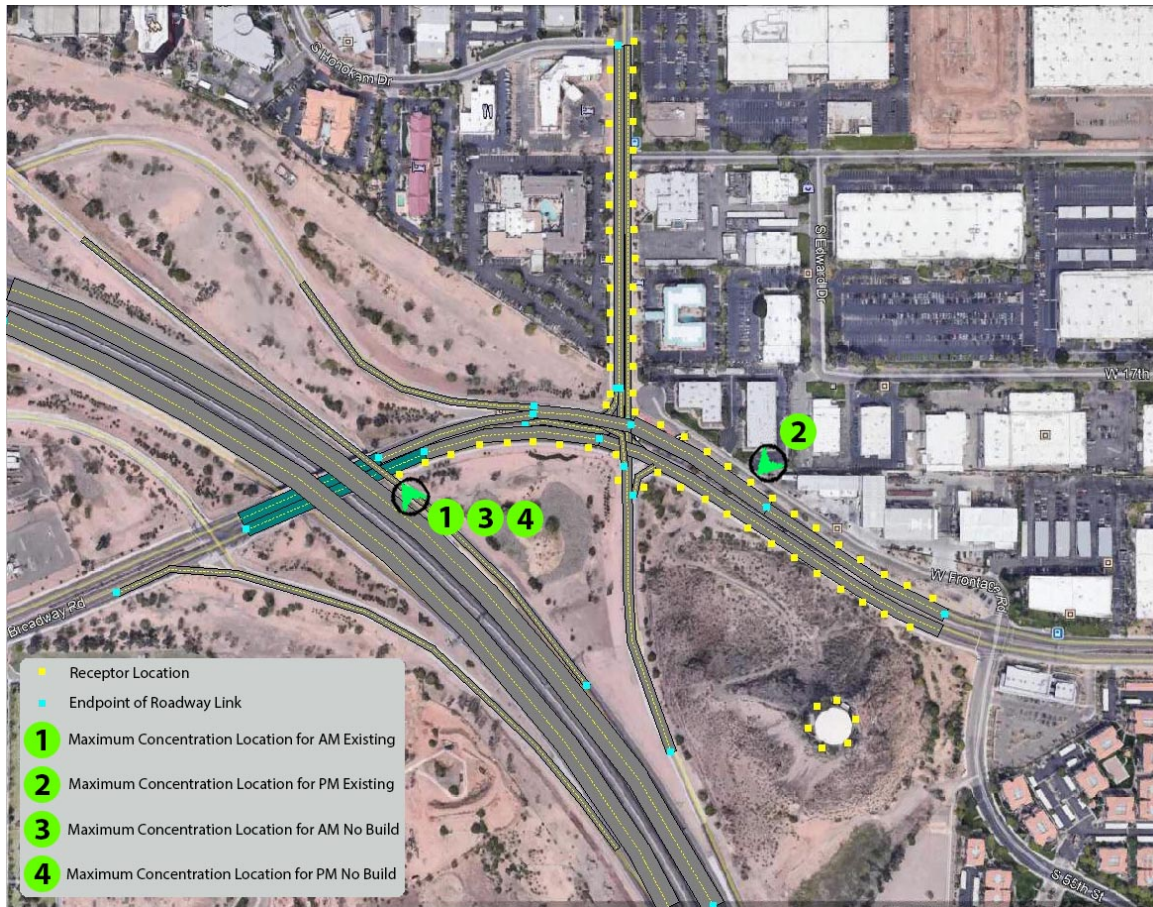 S Hohokam Dr
S Edward Dr
W 17th
2
1 3 4
W Frontage Rd
Broadway Rd
S 55th St
Receptor Location
Endpoint of Roadway Link
1 Maximum Concentration Location for AM Existing
2 Maximum Concentration Location for PM Existing
3 Maximum Concentration Location for AM No Build
4 Maximum Concentration Location for PM No Build